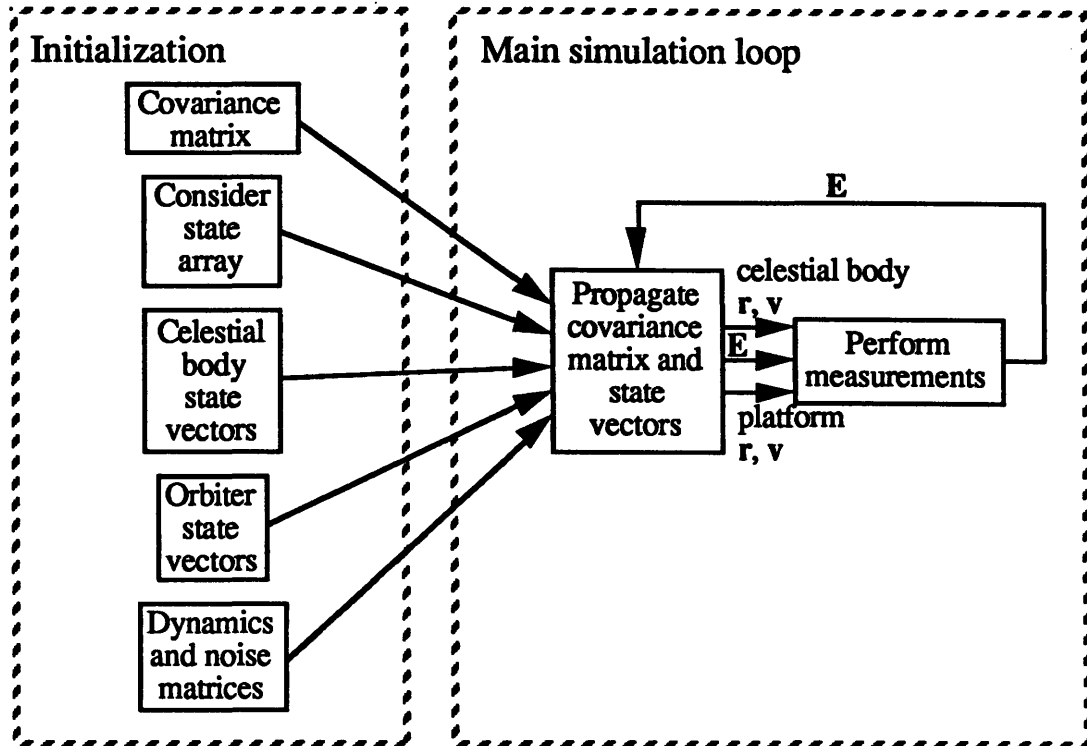 Initialization
Covariance
matrix
Consider
state
array
Celestial
body
state
vectors
Orbiter
state
vectors
Dynamics
and noise
matrices
Main simulation loop
E
Propagate
covariance
matrix and
state
vectors
celestial body
r, v
E
platform
r, v
Perform
measurements